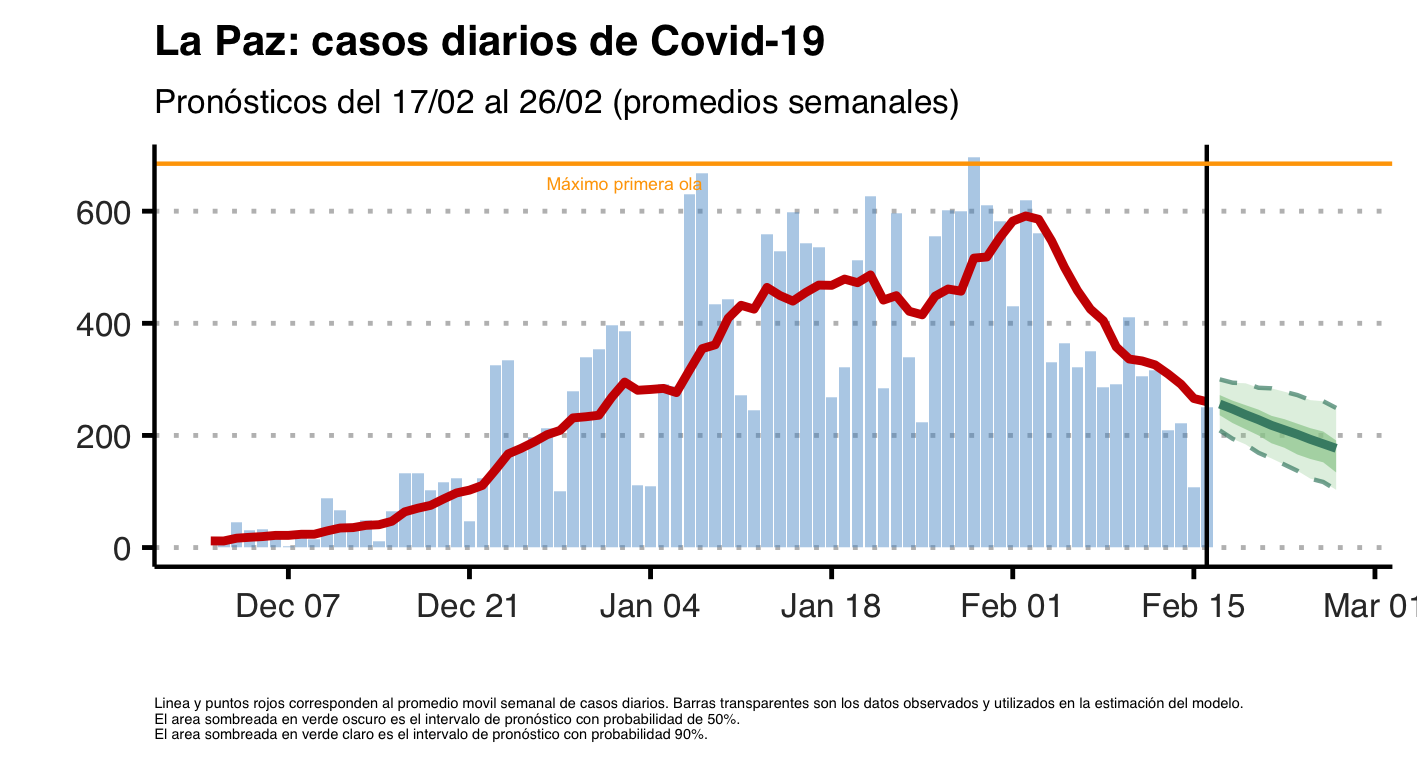 La Paz: casos diarios de Covid-19
Pronósticos del 17/02 al 26/02 (promedios semanales)
Máximo primera ola
600
400
200
0
Dec 07 Dec 21 Jan 04 Jan 18 Feb 01 Feb 15 Mar 01
Linea y puntos rojos corresponden al promedio movil semanal de casos diarios. Barras transparentes son los datos observados y utilizados en la estimación del modelo.
El area sombreada en verde oscuro es el intervalo de pronóstico con probabilidad de 50%.
El area sombreada en verde claro es el intervalo de pronóstico con probabilidad 90%.